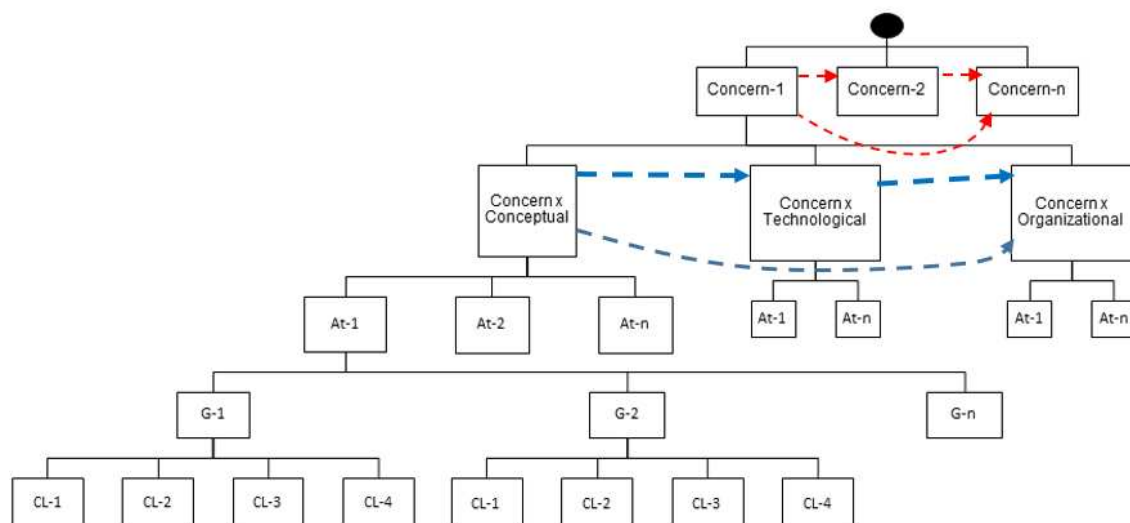 Concern-1
Concern-2
Concern-n
Concern x
Conceptual
Concern x
Technological
Concern x
Organizational
At-1
At-2
At-n
At-1
At-n
At-1
At-n
G-1
G-2
G-n
CL-1
CL-2
CL-3
CL-4
CL-1
CL-2
CL-3
CL-4